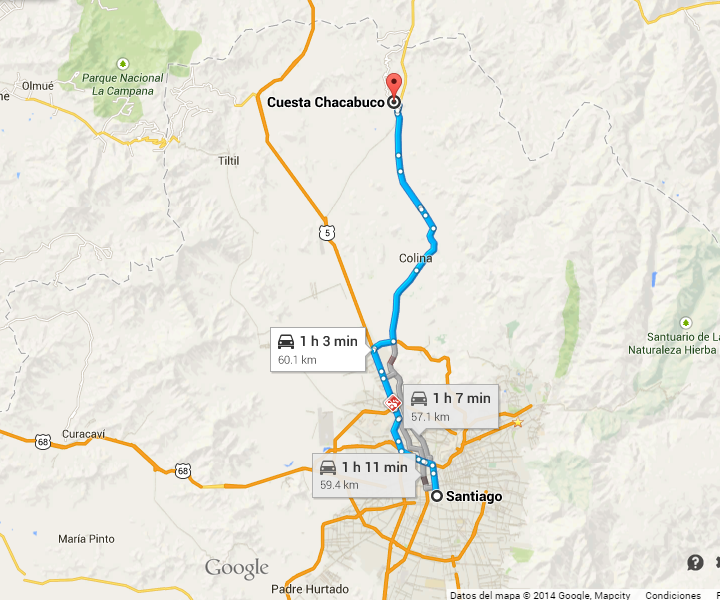 Olmué
Parque Nacional
La Campana
ne
Cuesta Chacabuco
Tiltil
5
Colina
Santuario de La
Naturaleza Hierba
1 h 3 min
60.1 km
1 h 7 min
57.1 km
68
Curacaví
68
1 h 11 min
59.4 km
Santiago
María Pinto
Google
Padre Hurtado
Datos del mapa © 2014 Google, Mapcity
Condiciones